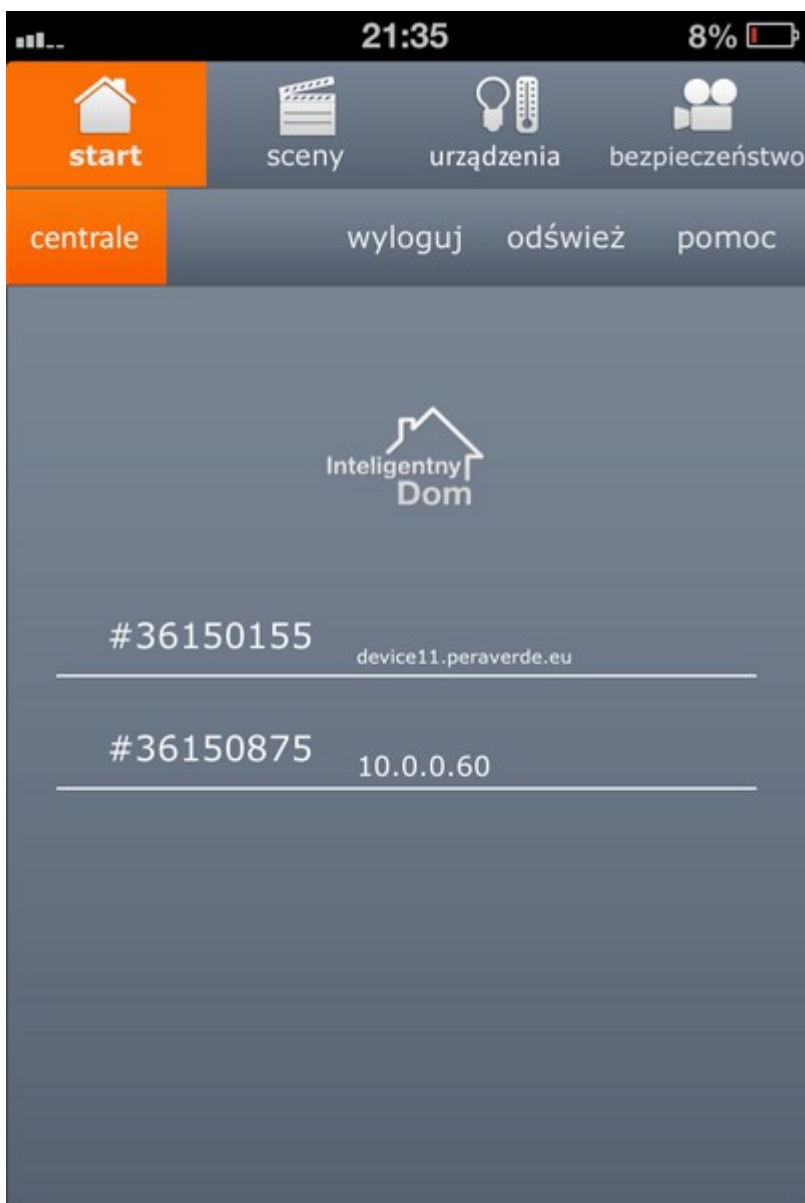 21:35 8%
start sceny urządzenia bezpieczeństwo
centrale wyloguj odśwież pomoc
Inteligentny
Dom
#36150155 device11.peraverde.eu
#36150875 10.0.0.60